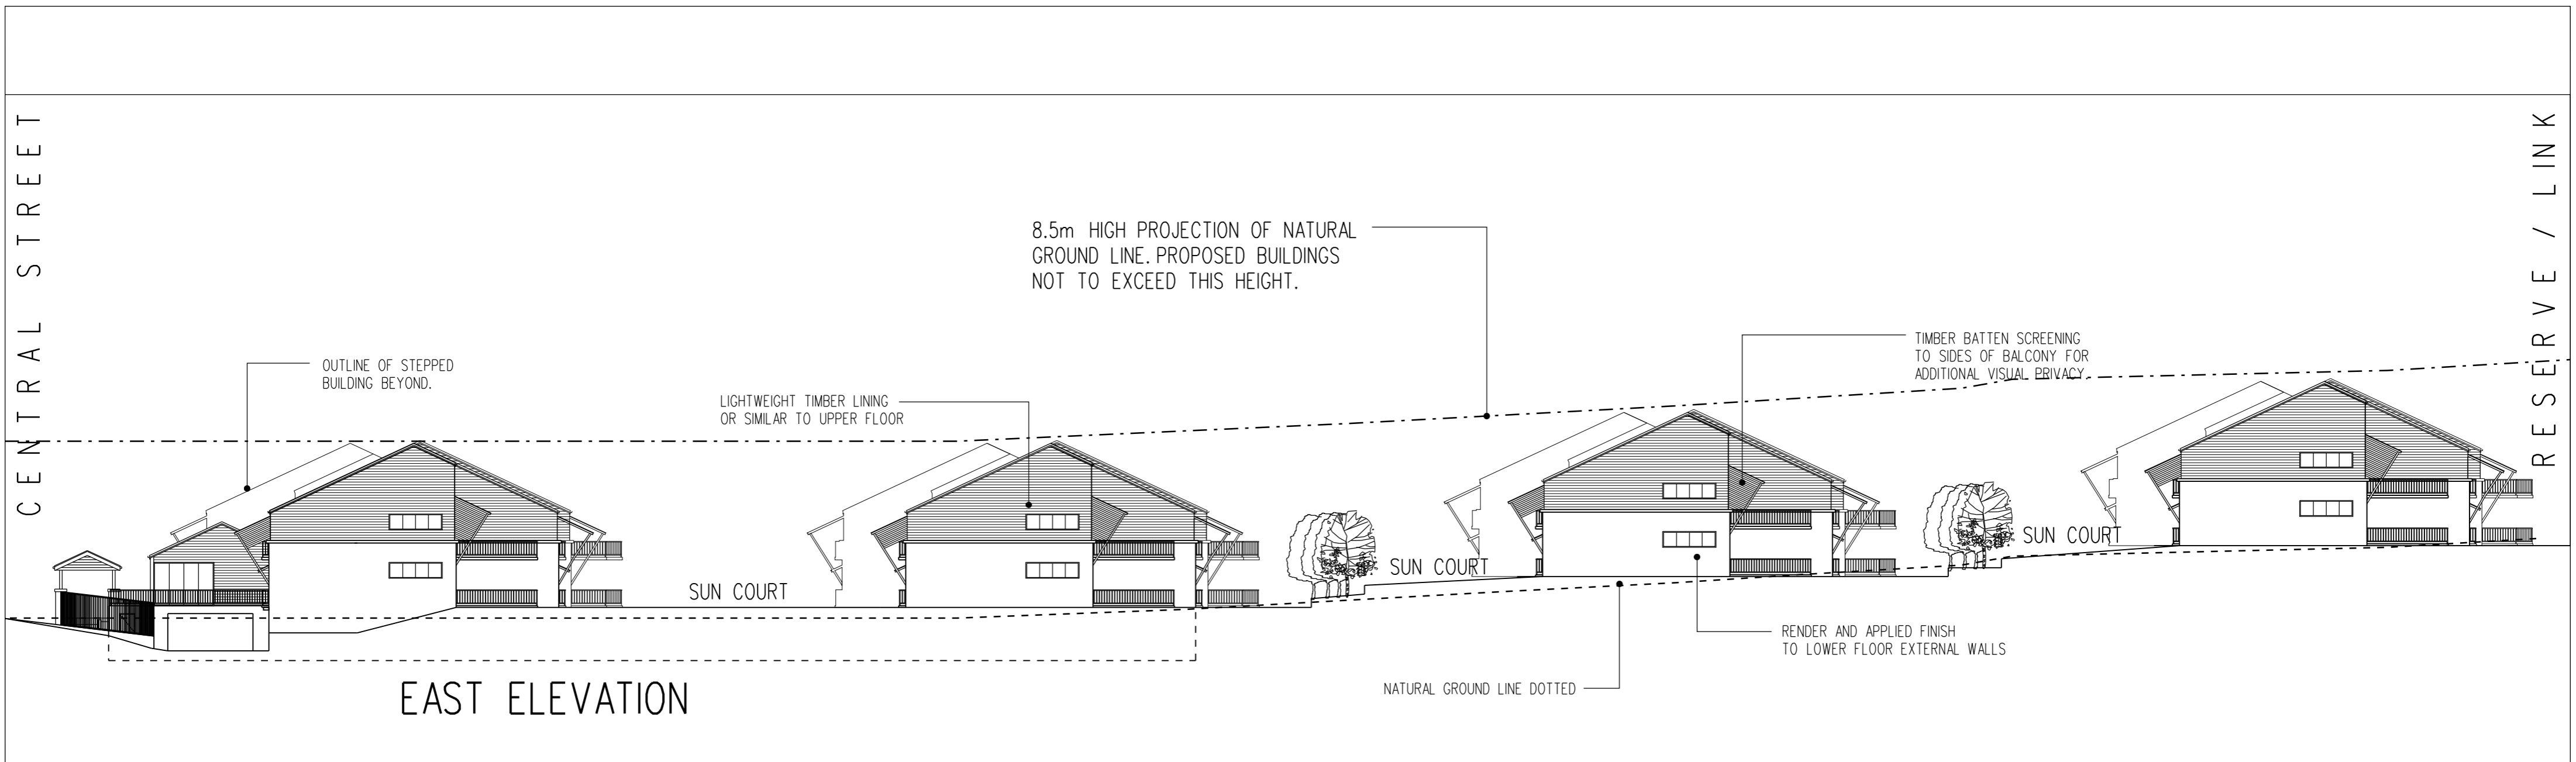 CENTRAL STREET
8.5m HIGH PROJECTION OF NATURAL
GROUND LINE. PROPOSED BUILDINGS
NOT TO EXCEED THIS HEIGHT.
RESERVE / LINK
OUTLINE OF STEPPED
BUILDING BEYOND.
LIGHTWEIGHT TIMBER LINING
OR SIMILAR TO UPPER FLOOR
TIMBER BATTEN SCREENING
TO SIDES OF BALCONY FOR
ADDITIONAL VISUAL PRIVACY.
SUN COURT
SUN COURT
SUN COURT
RENDER AND APPLIED FINISH
TO LOWER FLOOR EXTERNAL WALLS
NATURAL GROUND LINE DOTTED
EAST ELEVATION